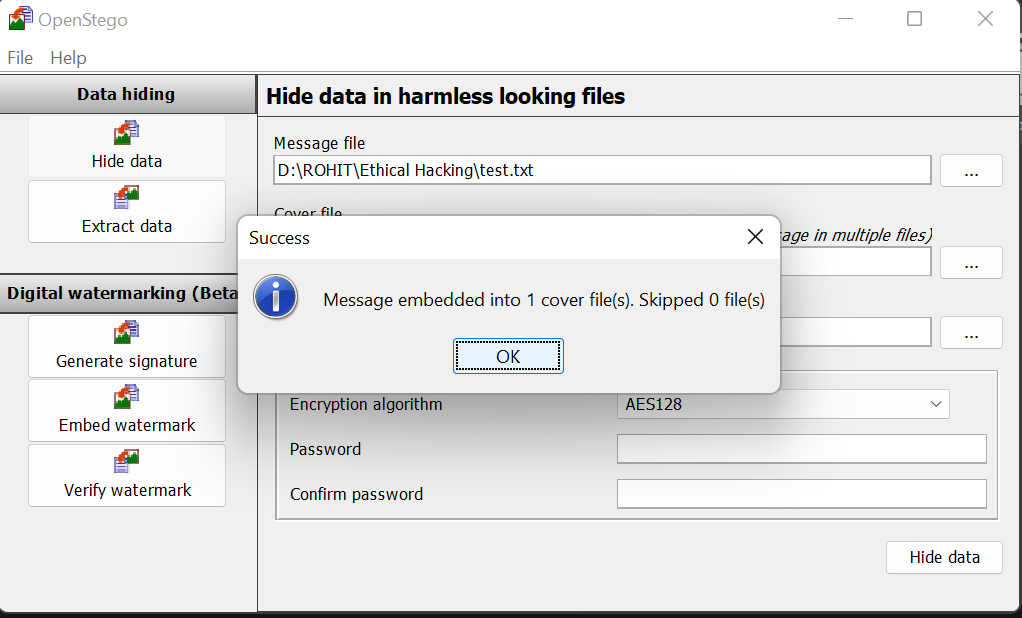 OpenStego
File Help
Data hiding
Hide data
Extract data
Digital watermarking (Beta
Generate signature
Embed watermark
Verify watermark
Hide data in harmless looking files
Message file
D:\ROHIT\Ethical Hacking\test.txt
...
Cover file
sage in multiple files)
...
...
Success
Message embedded into 1 cover file(s). Skipped 0 file(s)
OK
Encryption algorithm
AES128
Password
Confirm password
Hide data